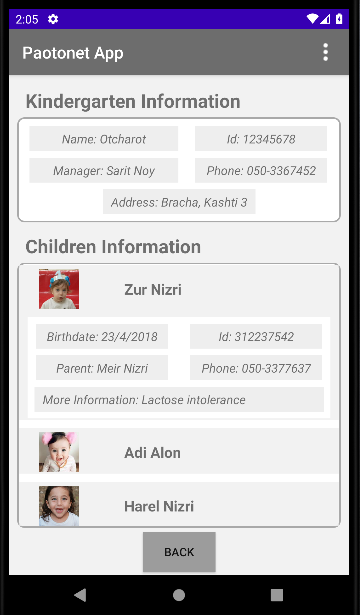 2:05
Paotonet App
Kindergarten Information
Name: Otcharot
Id: 12345678
Manager: Sarit Noy
Phone: 050-3367452
Address: Bracha, Kashti 3
Children Information
Zur Nizri
Birthdate: 23/4/2018
Id: 312237542
Parent: Meir Nizri
Phone: 050-3377637
More Information: Lactose intolerance
Adi Alon
Harel Nizri
BACK